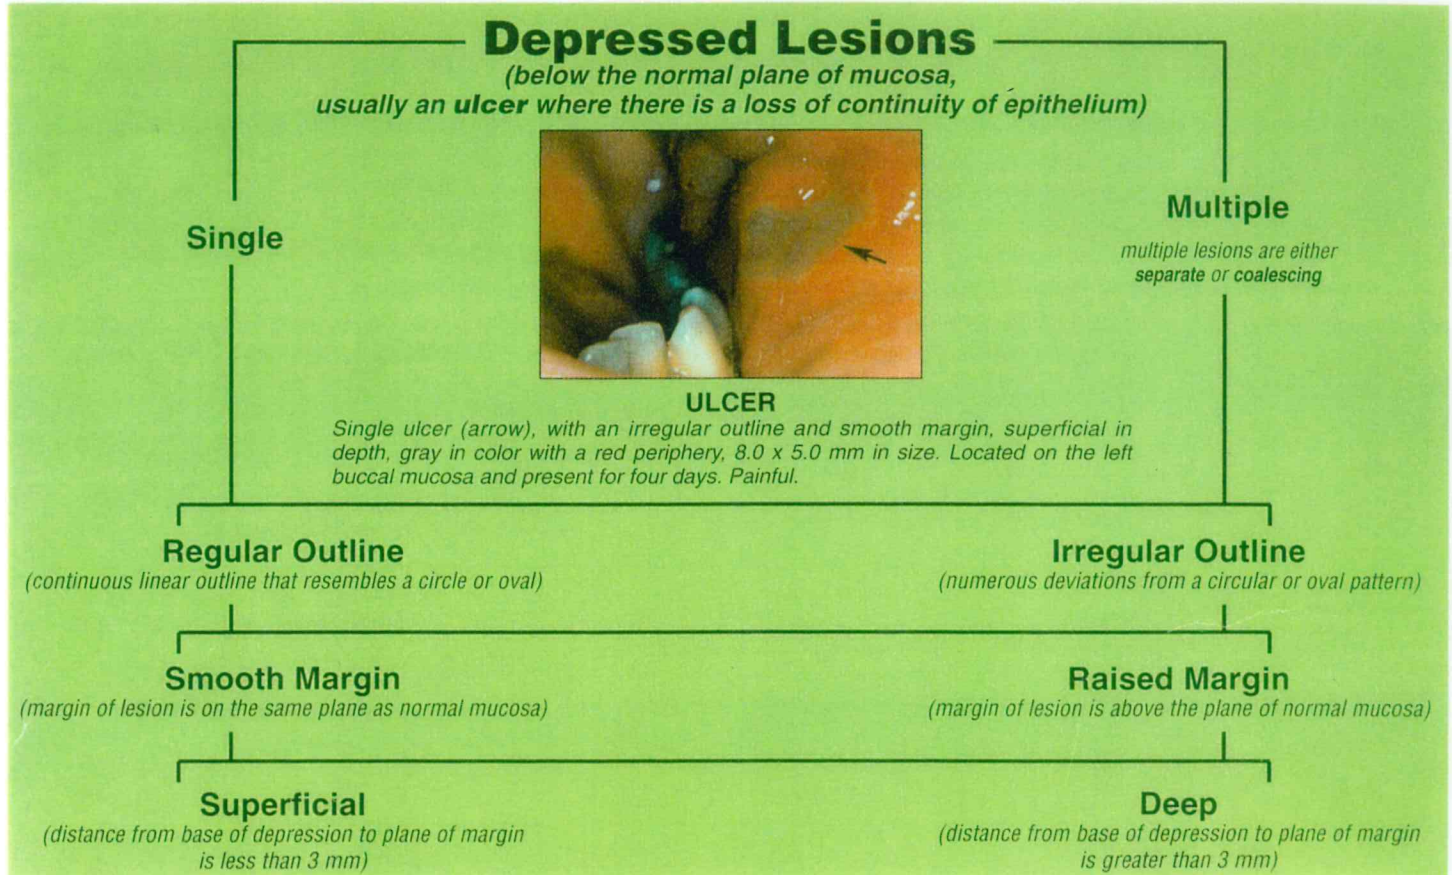 Depressed Lesions
(below the normal plane of mucosa,
usually an ulcer where there is a loss of continuity of epithelium)
Single
Multiple
multiple lesions are either
separate or coalescing
ULCER
Single ulcer (arrow), with an irregular outline and smooth margin, superficial in
depth, gray in color with a red periphery, 8.0 x 5.0 mm in size. Located on the left
buccal mucosa and present for four days. Painful.
Regular Outline
(continuous linear outline that resembles a circle or oval)
Irregular Outline
(numerous deviations from a circular or oval pattern)
Smooth Margin
(margin of lesion is on the same plane as normal mucosa)
Raised Margin
(margin of lesion is above the plane of normal mucosa)
Superficial
(distance from base of depression to plane of margin
is less than 3 mm)
Deep
(distance from base of depression to plane of margin
is greater than 3 mm)